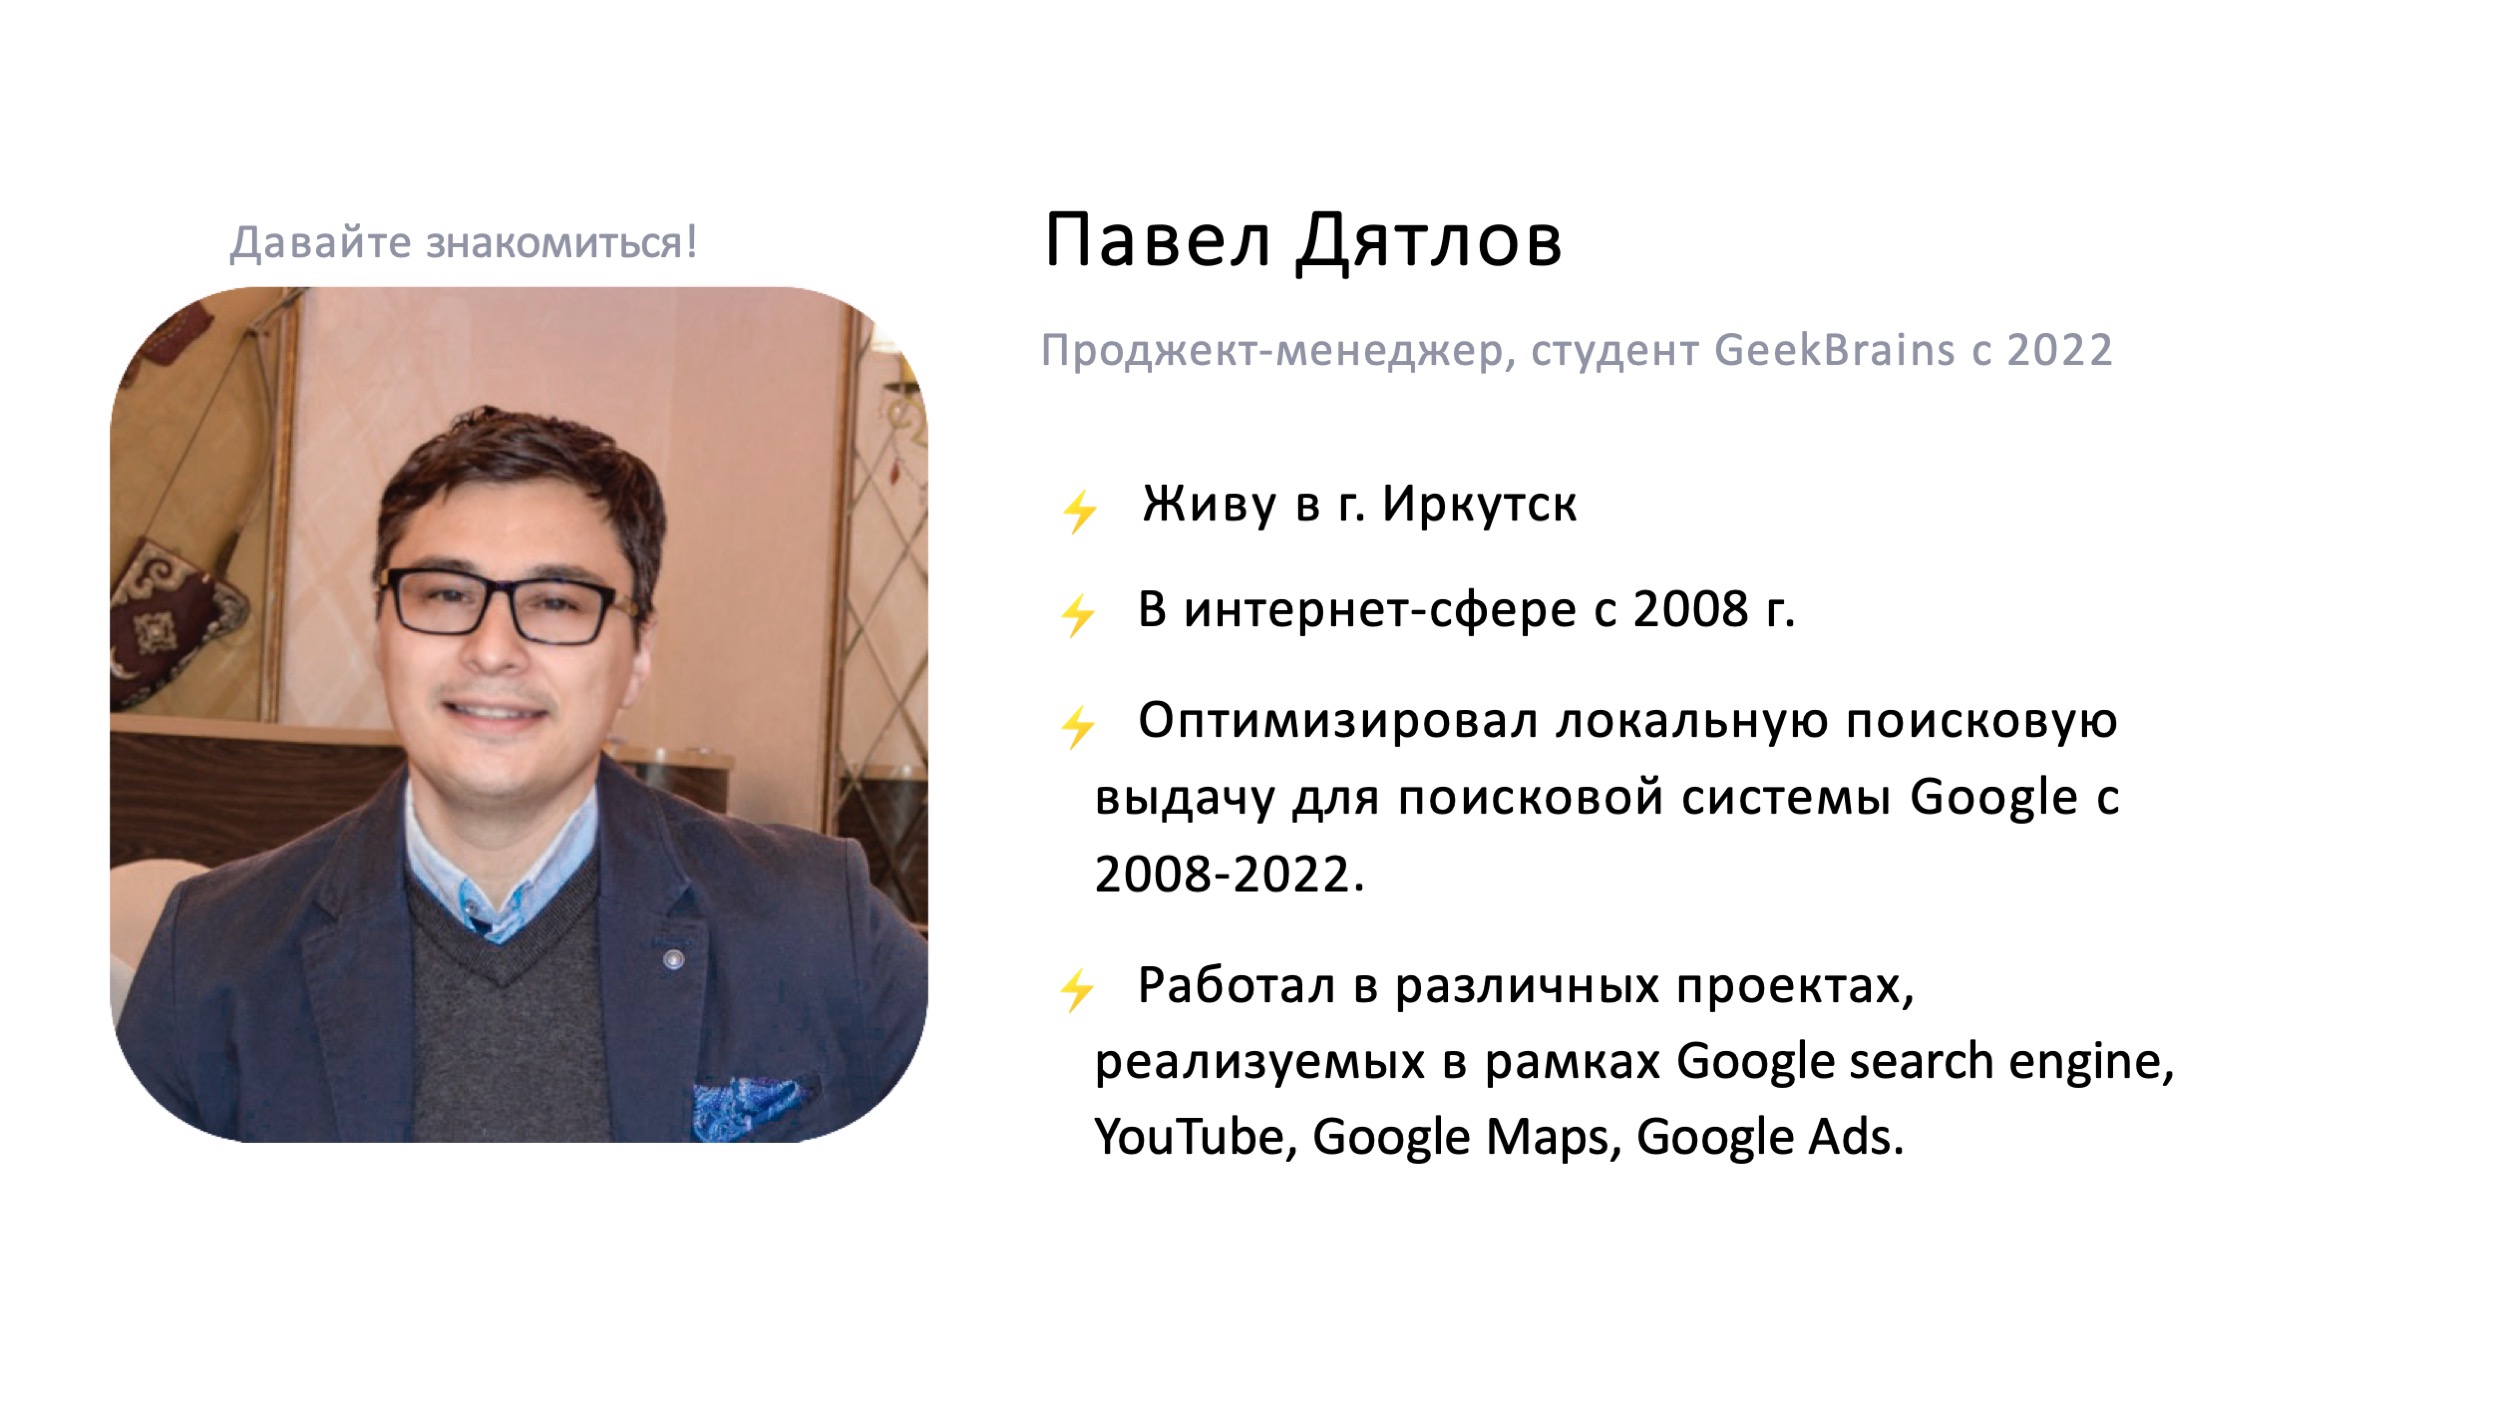 Давайте знакомиться!
Павел Дятлов
Проджект-менеджер, студент GeekBrains с 2022
⚡ Живу в г. Иркутск
⚡ В интернет-сфере с 2008 г.
⚡ Оптимизировал локальную поисковую
выдачу для поисковой системы Google с
2008-2022.
⚡ Работал в различных проектах,
реализуемых в рамках Google search engine,
YouTube, Google Maps, Google Ads.